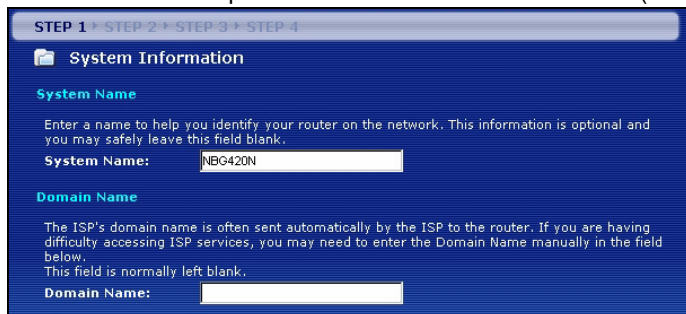 STEP 1 STEP 2 STEP 3 STEP 4
System Information
System Name
Enter a name to help you identify your router on the network. This information is optional and
you may safely leave this field blank.
System Name: NBG420N
Domain Name
The ISP's domain name is often sent automatically by the ISP to the router. If you are having
difficulty accessing ISP services, you may need to enter the Domain Name manually in the field
below.
This field is normally left blank.
Domain Name: